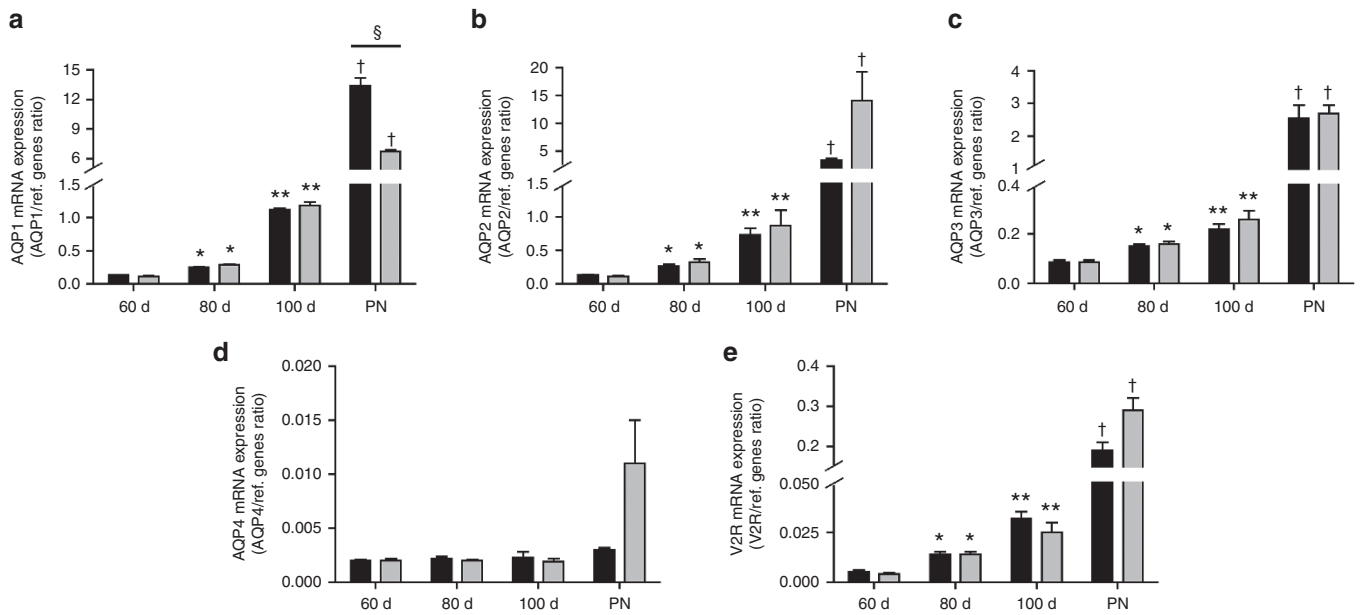 a
AQP1 mRNA expression
(AQP1/ref. genes ratio)
15
12
9
6
1.5
1.0
0.5
0.0
*
*
**
**
†
†
§
60 d
80 d
100 d
PN
b
AQP2 mRNA expression
(AQP2/ref. genes ratio)
20
15
10
5
1.5
1.0
0.5
0.0
*
*
**
**
†
†
60 d
80 d
100 d
PN
c
AQP3 mRNA expression
(AQP3/ref. genes ratio)
4
3
2
1
0.4
0.2
0.0
*
*
**
**
†
†
60 d
80 d
100 d
PN
d
AQP4 mRNA expression
(AQP4/ref. genes ratio)
0.020
0.015
0.010
0.005
0.000
60 d
80 d
100 d
PN
e
V2R mRNA expression
(V2R/ref. genes ratio)
0.4
0.3
0.2
0.050
0.025
0.000
*
*
**
**
†
†
60 d
80 d
100 d
PN